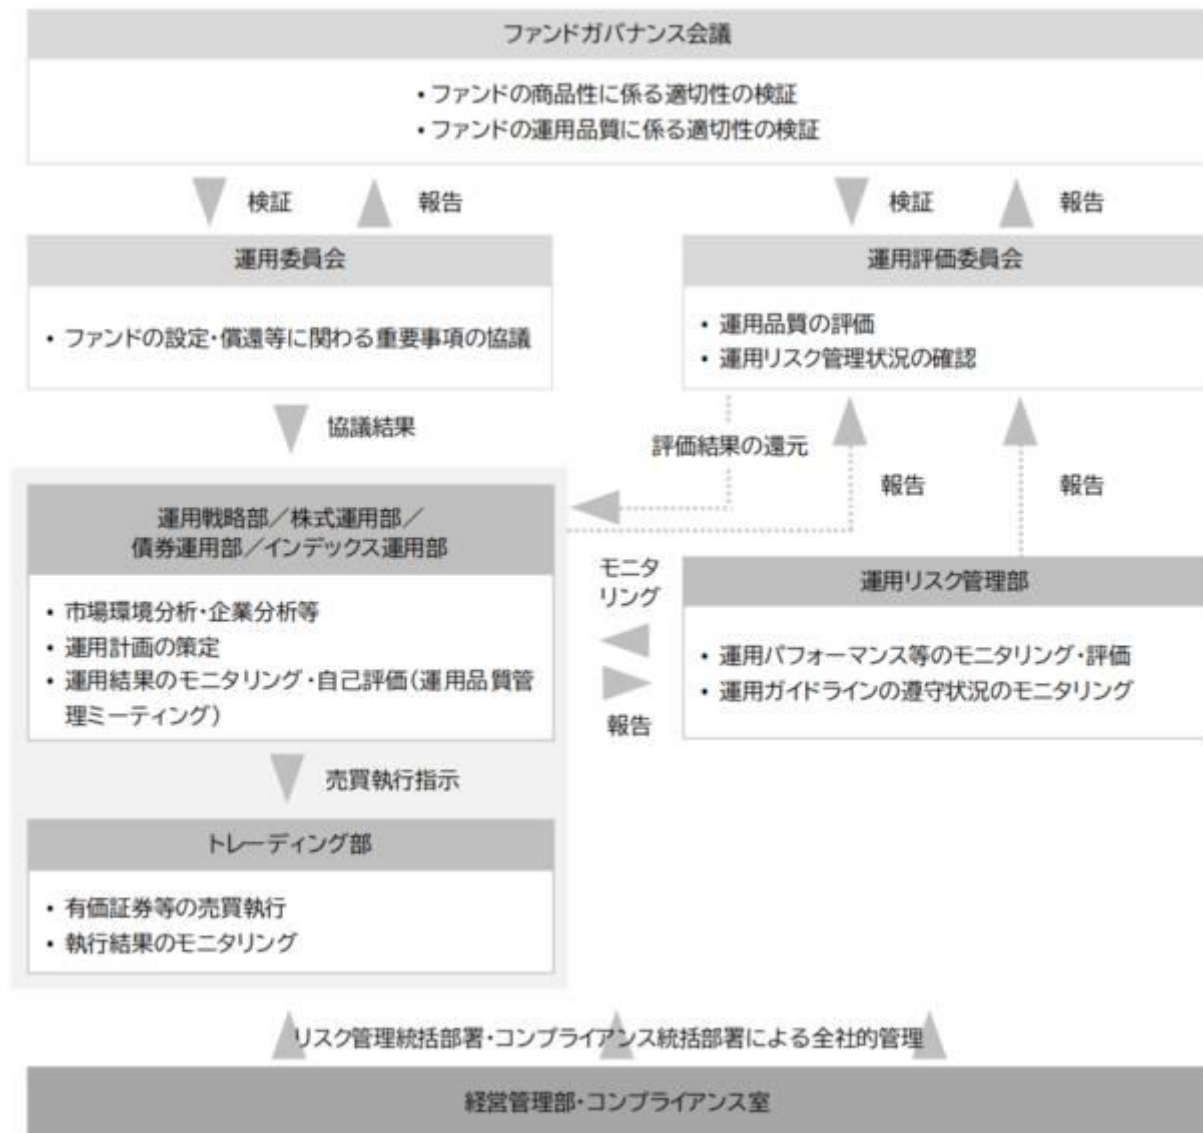 ファンドガバナンス会議
・ファンドの商品性に係る適切性の検証
・ファンドの運用品質に係る適切性の検証
検証
報告
検証
報告
運用委員会
・ファンドの設定・償還等に関わる重要事項の協議
運用評価委員会
・運用品質の評価
・運用リスク管理状況の確認
協議結果
評価結果の還元
報告
報告
運用戦略部／株式運用部／
債券運用部／インデックス運用部
・市場環境分析・企業分析等
・運用計画の策定
・運用結果のモニタリング・自己評価（運用品質管
理ミーティング）
モニタ
リング
報告
運用リスク管理部
・運用パフォーマンス等のモニタリング・評価
・運用ガイドラインの遵守状況のモニタリング
売買執行指示
トレーディング部
・有価証券等の売買執行
・執行結果のモニタリング
リスク管理統括部署・コンプライアンス統括部署による全社的管理
経営管理部・コンプライアンス室